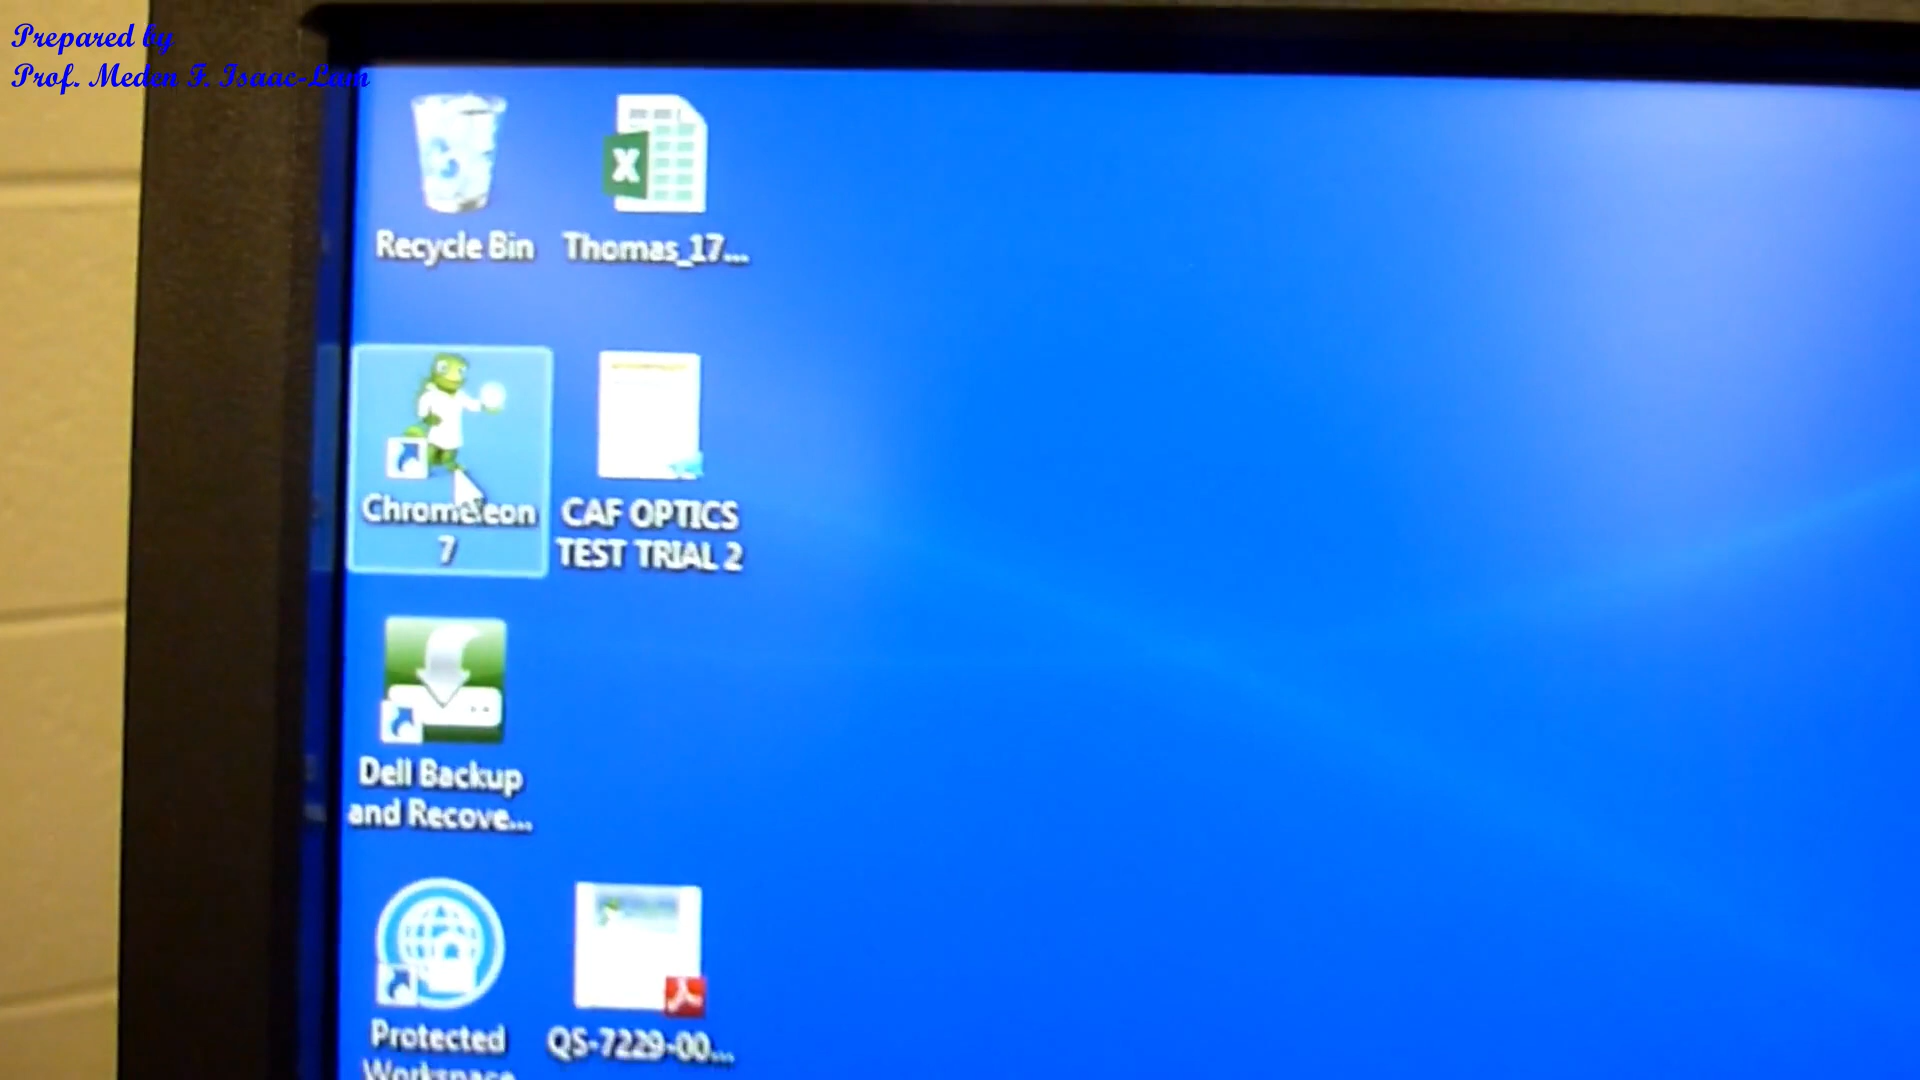 Prepared by
Prof. Meden F. Isaac-Lam
Recycle Bin
Thomas_17...
Chromeleon
7
CAF OPTICS
TEST TRIAL 2
Dell Backup
and Recove...
Protected
Workspace
QS-7229-00...